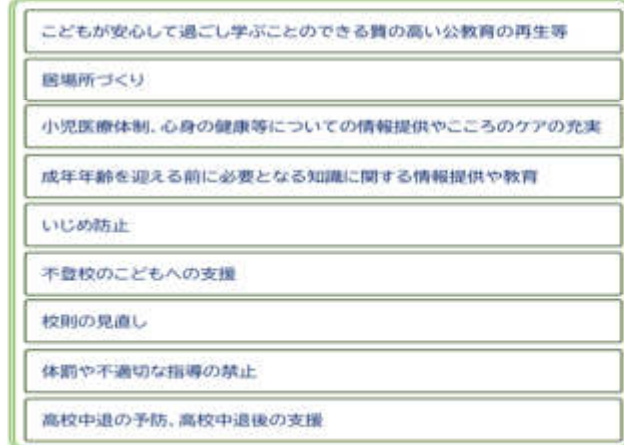 こどもが安心して過ごし学ぶことのできる質の高い公教育の再生等
居場所づくり
小児医療体制、心身の健康等についての情報提供やこころのケアの充実
成年年齢を迎える前に必要となる知識に関する情報提供や教育
いじめ防止
不登校のこどもへの支援
校則の見直し
体罰や不適切な指導の禁止
高校中退の予防、高校中退後の支援